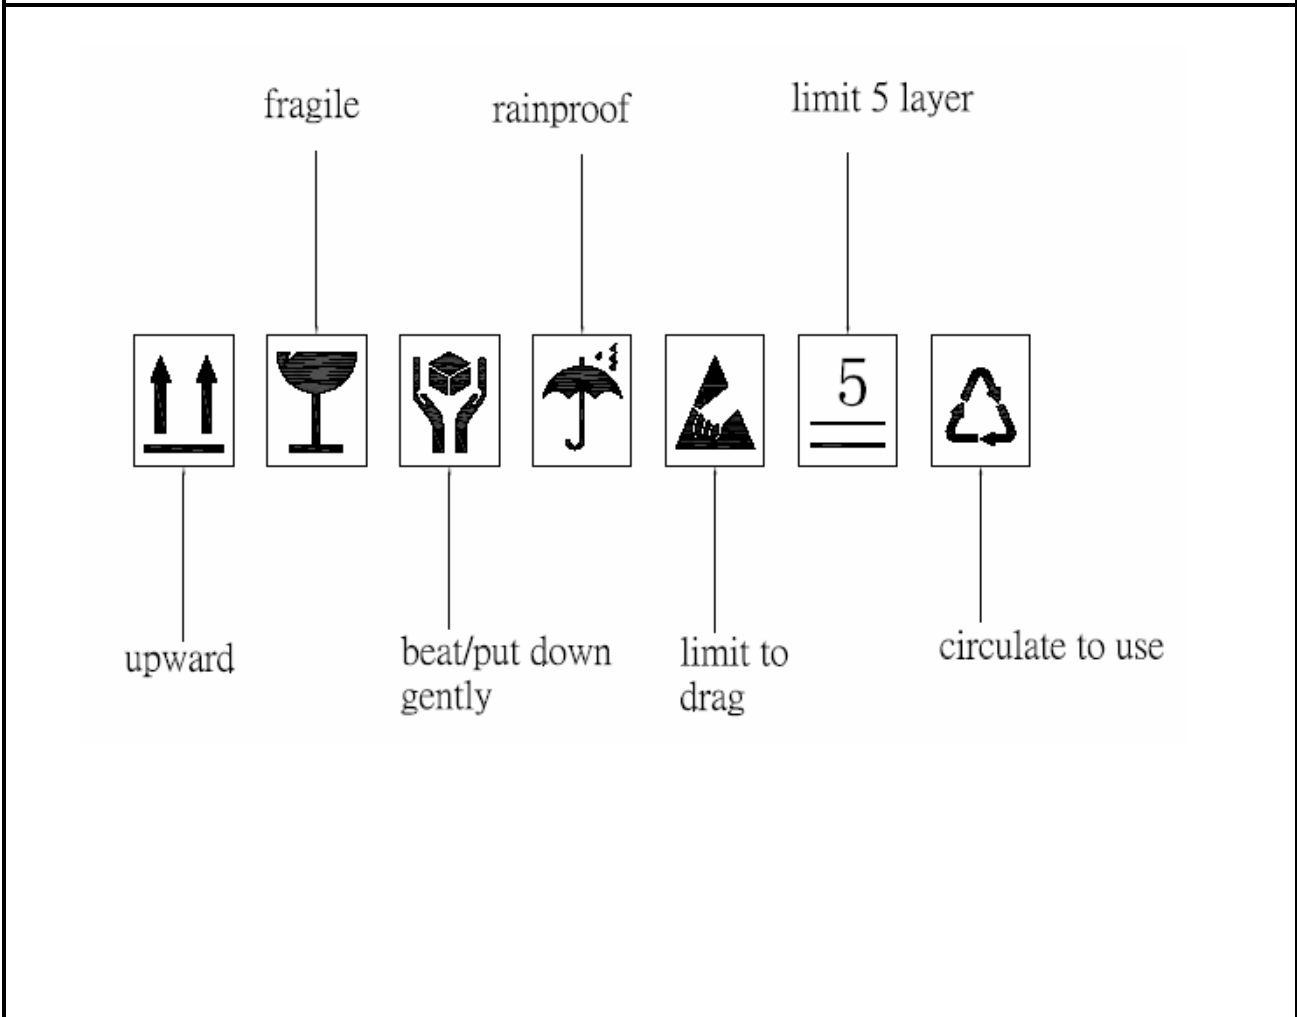 fragile
rainproof
limit 5 layer
5
upward
beat/put down
gently
limit to
drag
circulate to use